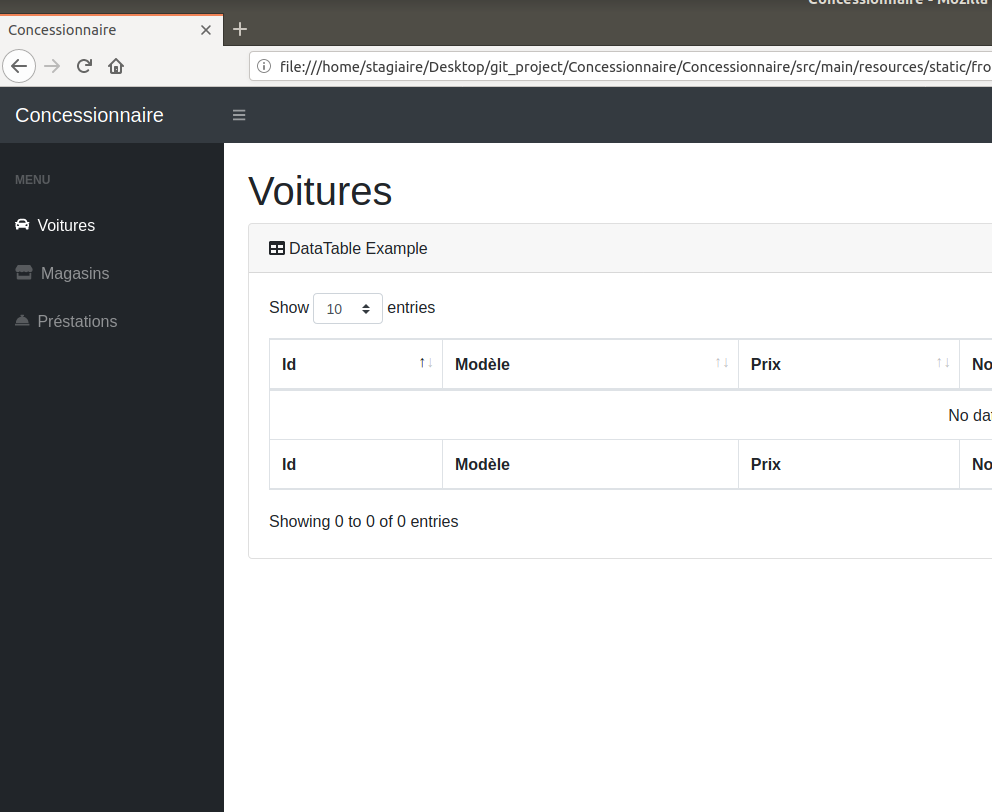 Concessionnaire - Mozilla
Concessionnaire
file:///home/stagiaire/Desktop/git_project/Concessionnaire/Concessionnaire/src/main/resources/static/fro
Concessionnaire
MENU
Voitures
Magasins
Préstations
Voitures
DataTable Example
Show 10 entries
Id Modèle Prix No
No da
Id Modèle Prix No
Showing 0 to 0 of 0 entries